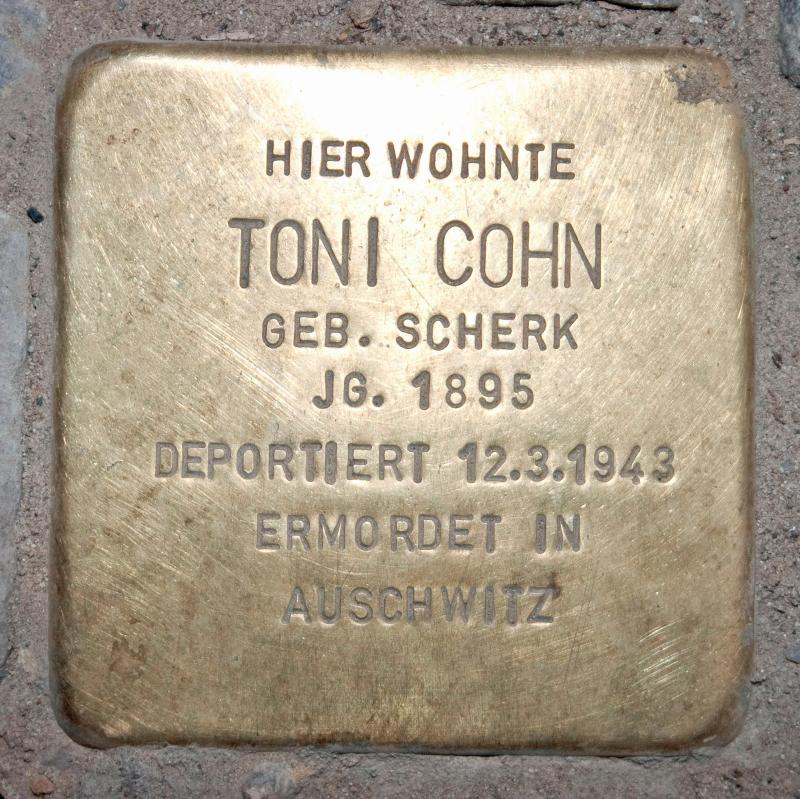 HIER WOHNTE
TONI COHN
GEB. SCHERK
JG. 1895
DEPORTIERT 12.3.1943
ERMORDET IN
AUSCHWITZ